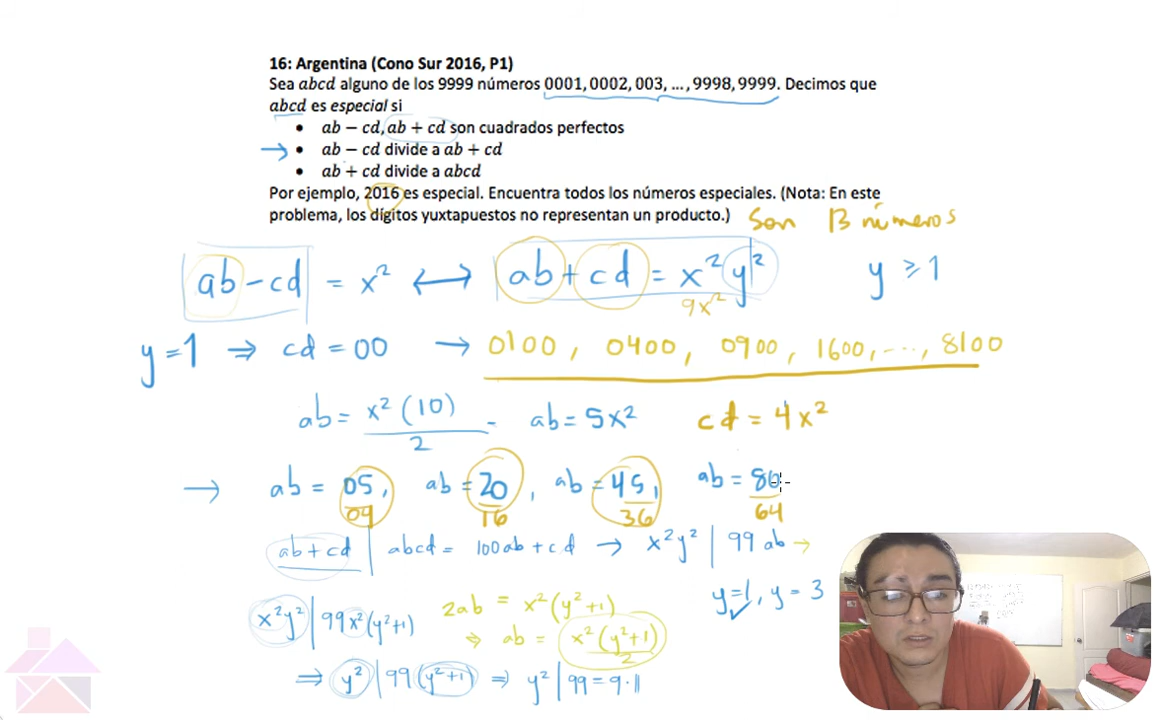 16: Argentina (Cono Sur 2016, P1)
Sea abcd alguno de los 9999 números 0001, 0002, 003, ..., 9998, 9999. Decimos que
abcd es especial si
• ab − cd, ab + cd son cuadrados perfectos
→ • ab − cd divide a ab + cd
• ab + cd divide a abcd
Por ejemplo, 2016 es especial. Encuentra todos los números especiales. (Nota: En este
problema, los dígitos yuxtapuestos no representan un producto.) Son 13 números
ab - cd = x² ↔ ab + cd = x² y² y ≥ 1
9x²
y = 1 ⇒ cd = 00 → 0100, 0400, 0900, 1600, ..., 8100
ab = x² (10) / 2 - ab = 5x² cd = 4x²
→ ab = 05, ab = 20, ab = 45, ab = 80
04 16 36 64
ab + cd | abcd = 100ab + cd → x²y² | 99 ab →
y = 1, y = 3
x²y² | 99x²(y²+1) 2ab = x²(y²+1)
⇒ ab = x²(y²+1) / 2
⇒ y² | 99(y²+1) ⇒ y² | 99 = 9·11